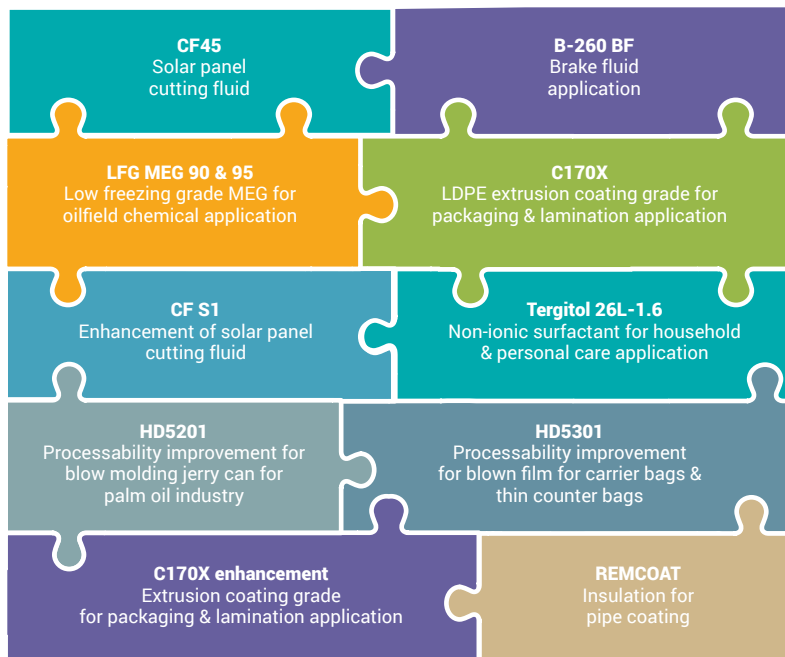 CF45
Solar panel
cutting fluid
B-260 BF
Brake fluid
application
LFG MEG 90 & 95
Low freezing grade MEG for
oilfield chemical application
C170X
LDPE extrusion coating grade for
packaging & lamination application
CF S1
Enhancement of solar panel
cutting fluid
Tergitol 26L-1.6
Non-ionic surfactant for household
& personal care application
HD5201
Processability improvement for
blow molding jerry can for
palm oil industry
HD5301
Processability improvement
for blown film for carrier bags &
thin counter bags
C170X enhancement
Extrusion coating grade
for packaging & lamination application
REMCOAT
Insulation for
pipe coating